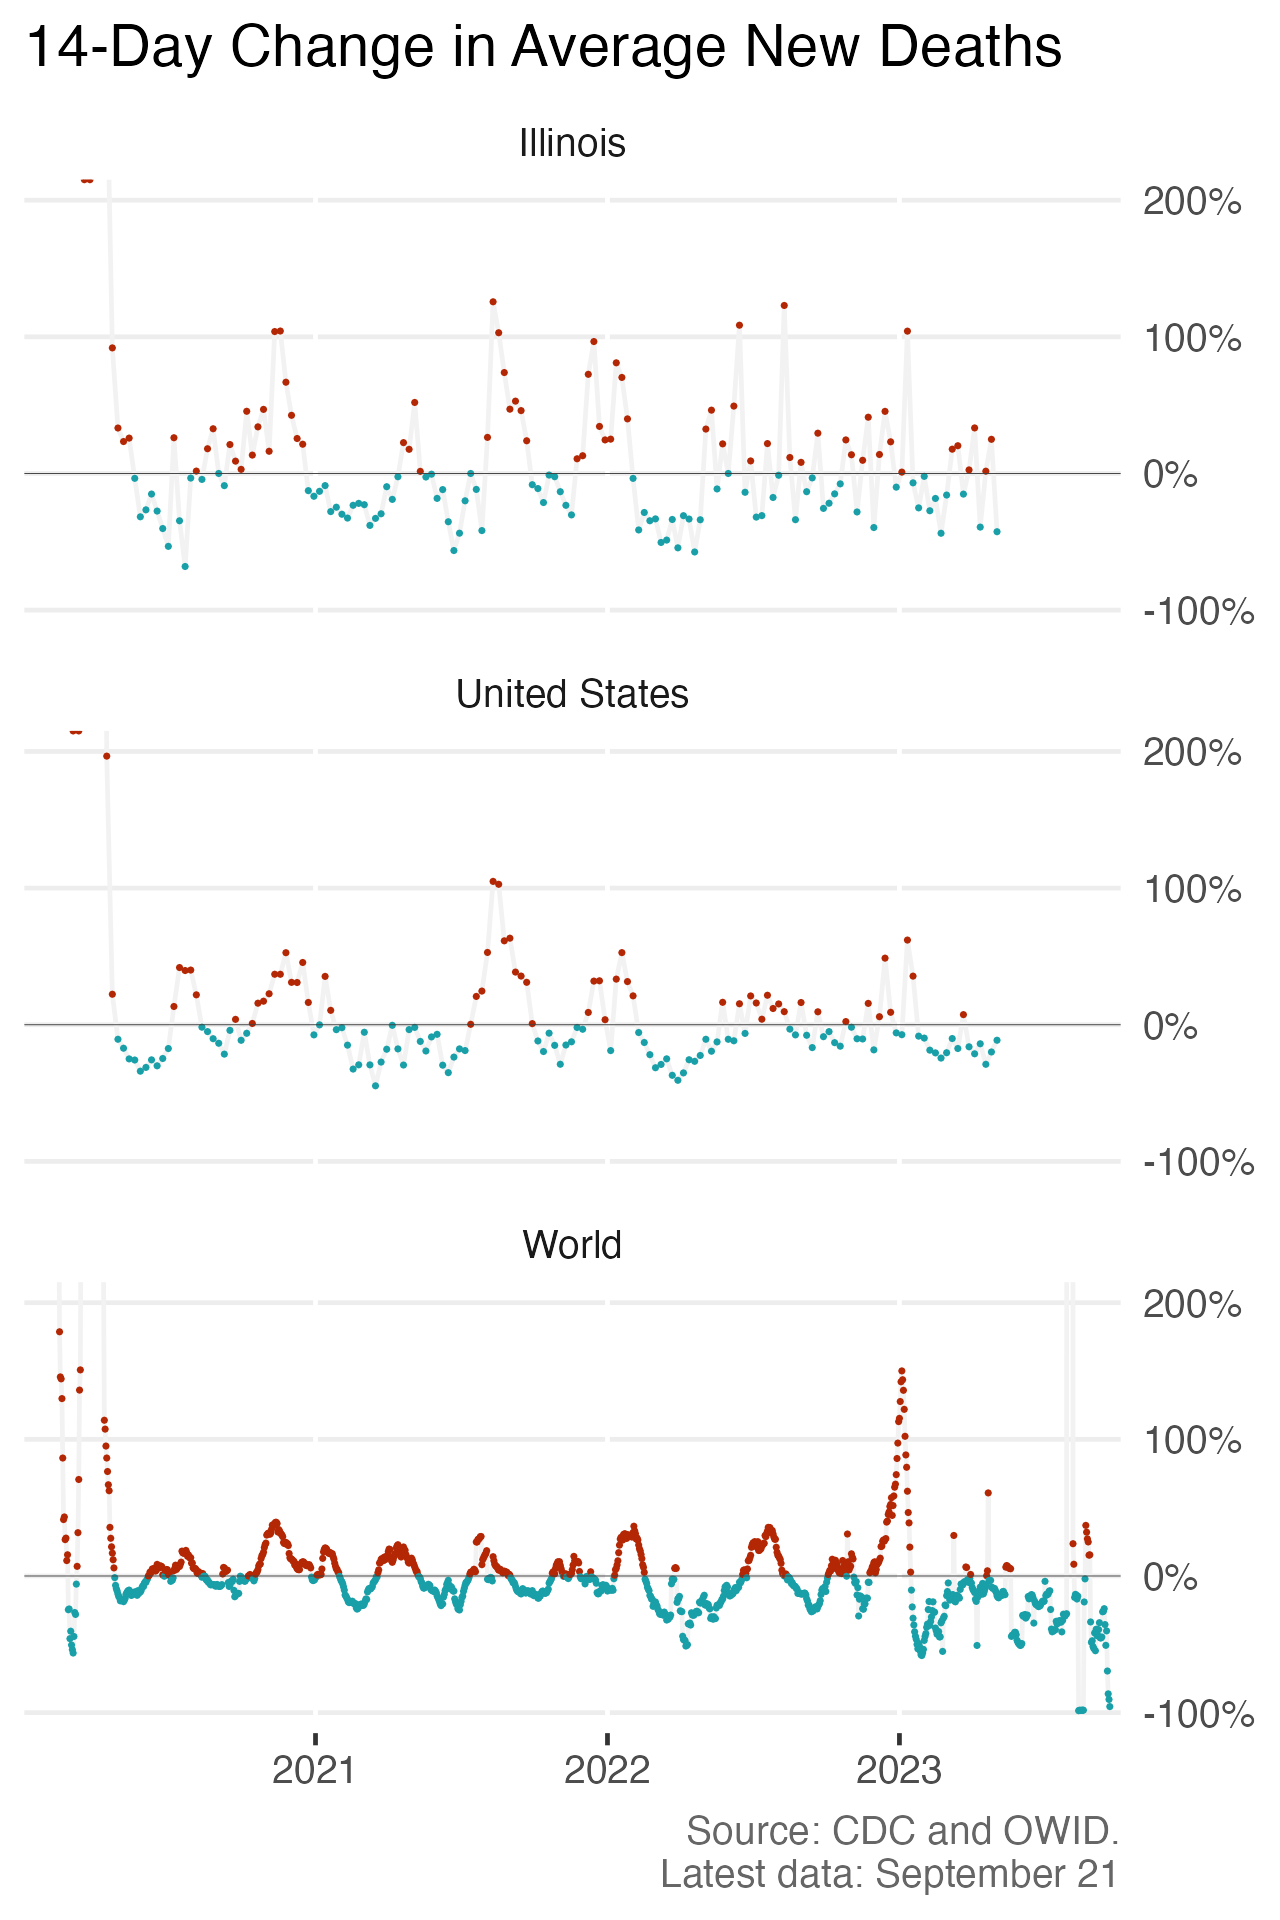 14-Day Change in Average New Deaths
Illinois
200%
100%
0%
-100%
United States
200%
100%
0%
-100%
World
200%
100%
0%
-100%
2021
2022
2023
Source: CDC and OWID.
Latest data: September 21